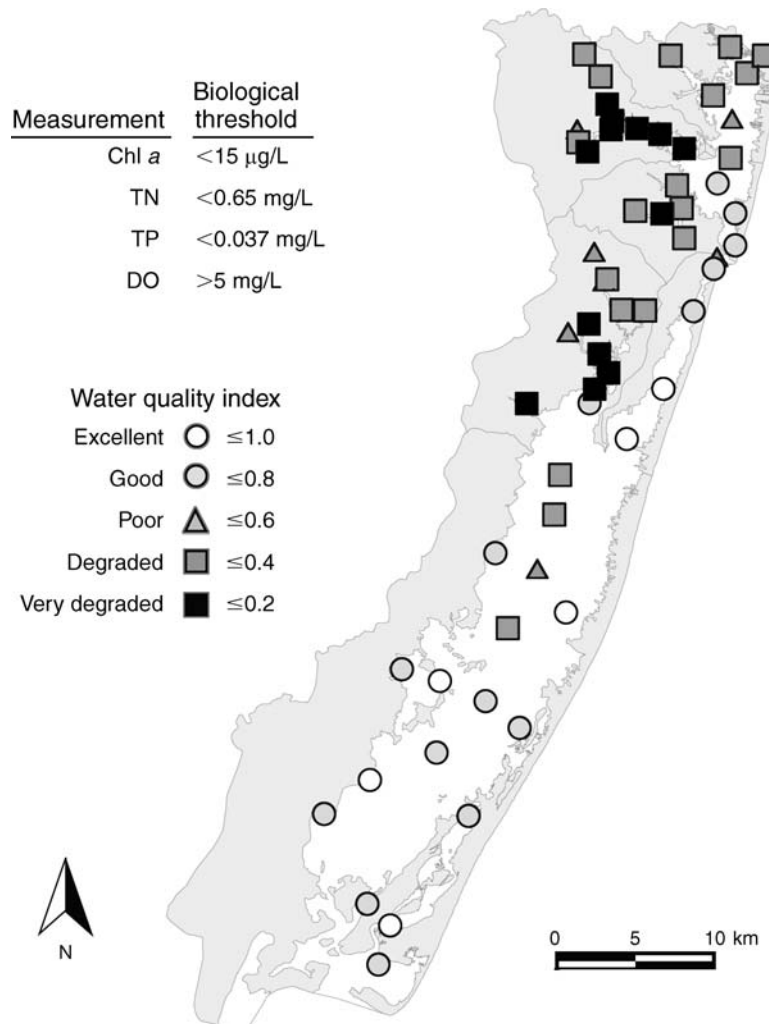 Measurement Biological threshold
Chl a <15 μg/L
TN <0.65 mg/L
TP <0.037 mg/L
DO >5 mg/L
Water quality index
Excellent ≤1.0
Good ≤0.8
Poor ≤0.6
Degraded ≤0.4
Very degraded ≤0.2
N
0 5 10 km